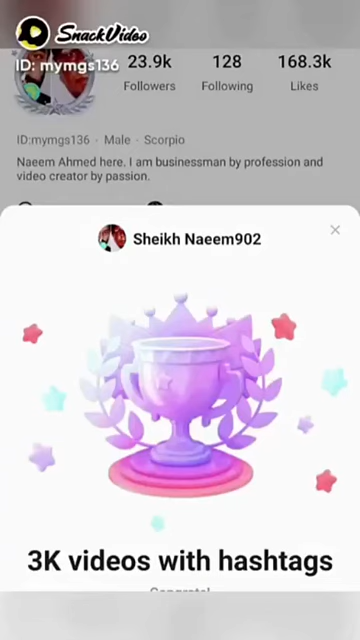 SnackVideo
ID: mymgs136
23.9k 128 168.3k
Followers Following Likes
ID:mymgs136 · Male · Scorpio
Naeem Ahmed here. I am businessman by profession and
video creator by passion.
Sheikh Naeem902
3K videos with hashtags